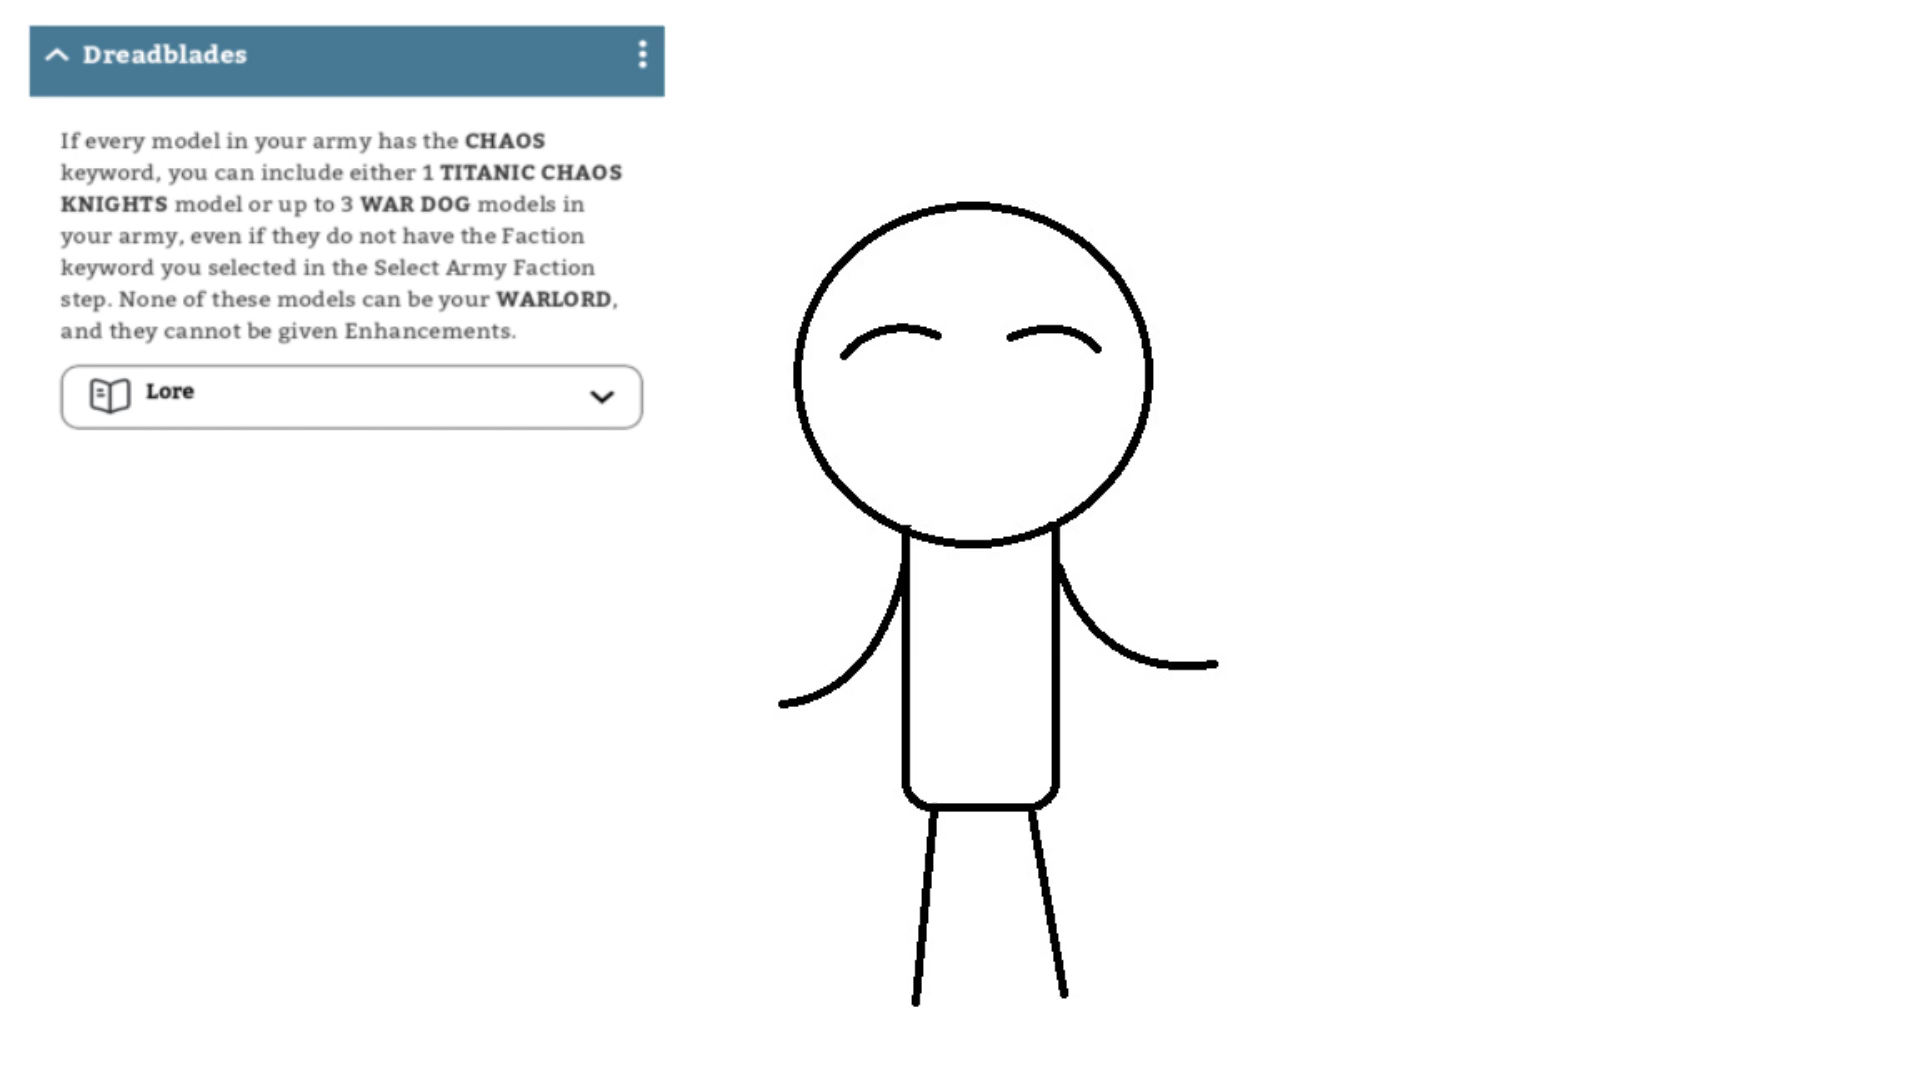 Dreadblades
If every model in your army has the CHAOS
keyword, you can include either 1 TITANIC CHAOS
KNIGHTS model or up to 3 WAR DOG models in
your army, even if they do not have the Faction
keyword you selected in the Select Army Faction
step. None of these models can be your WARLORD,
and they cannot be given Enhancements.
Lore